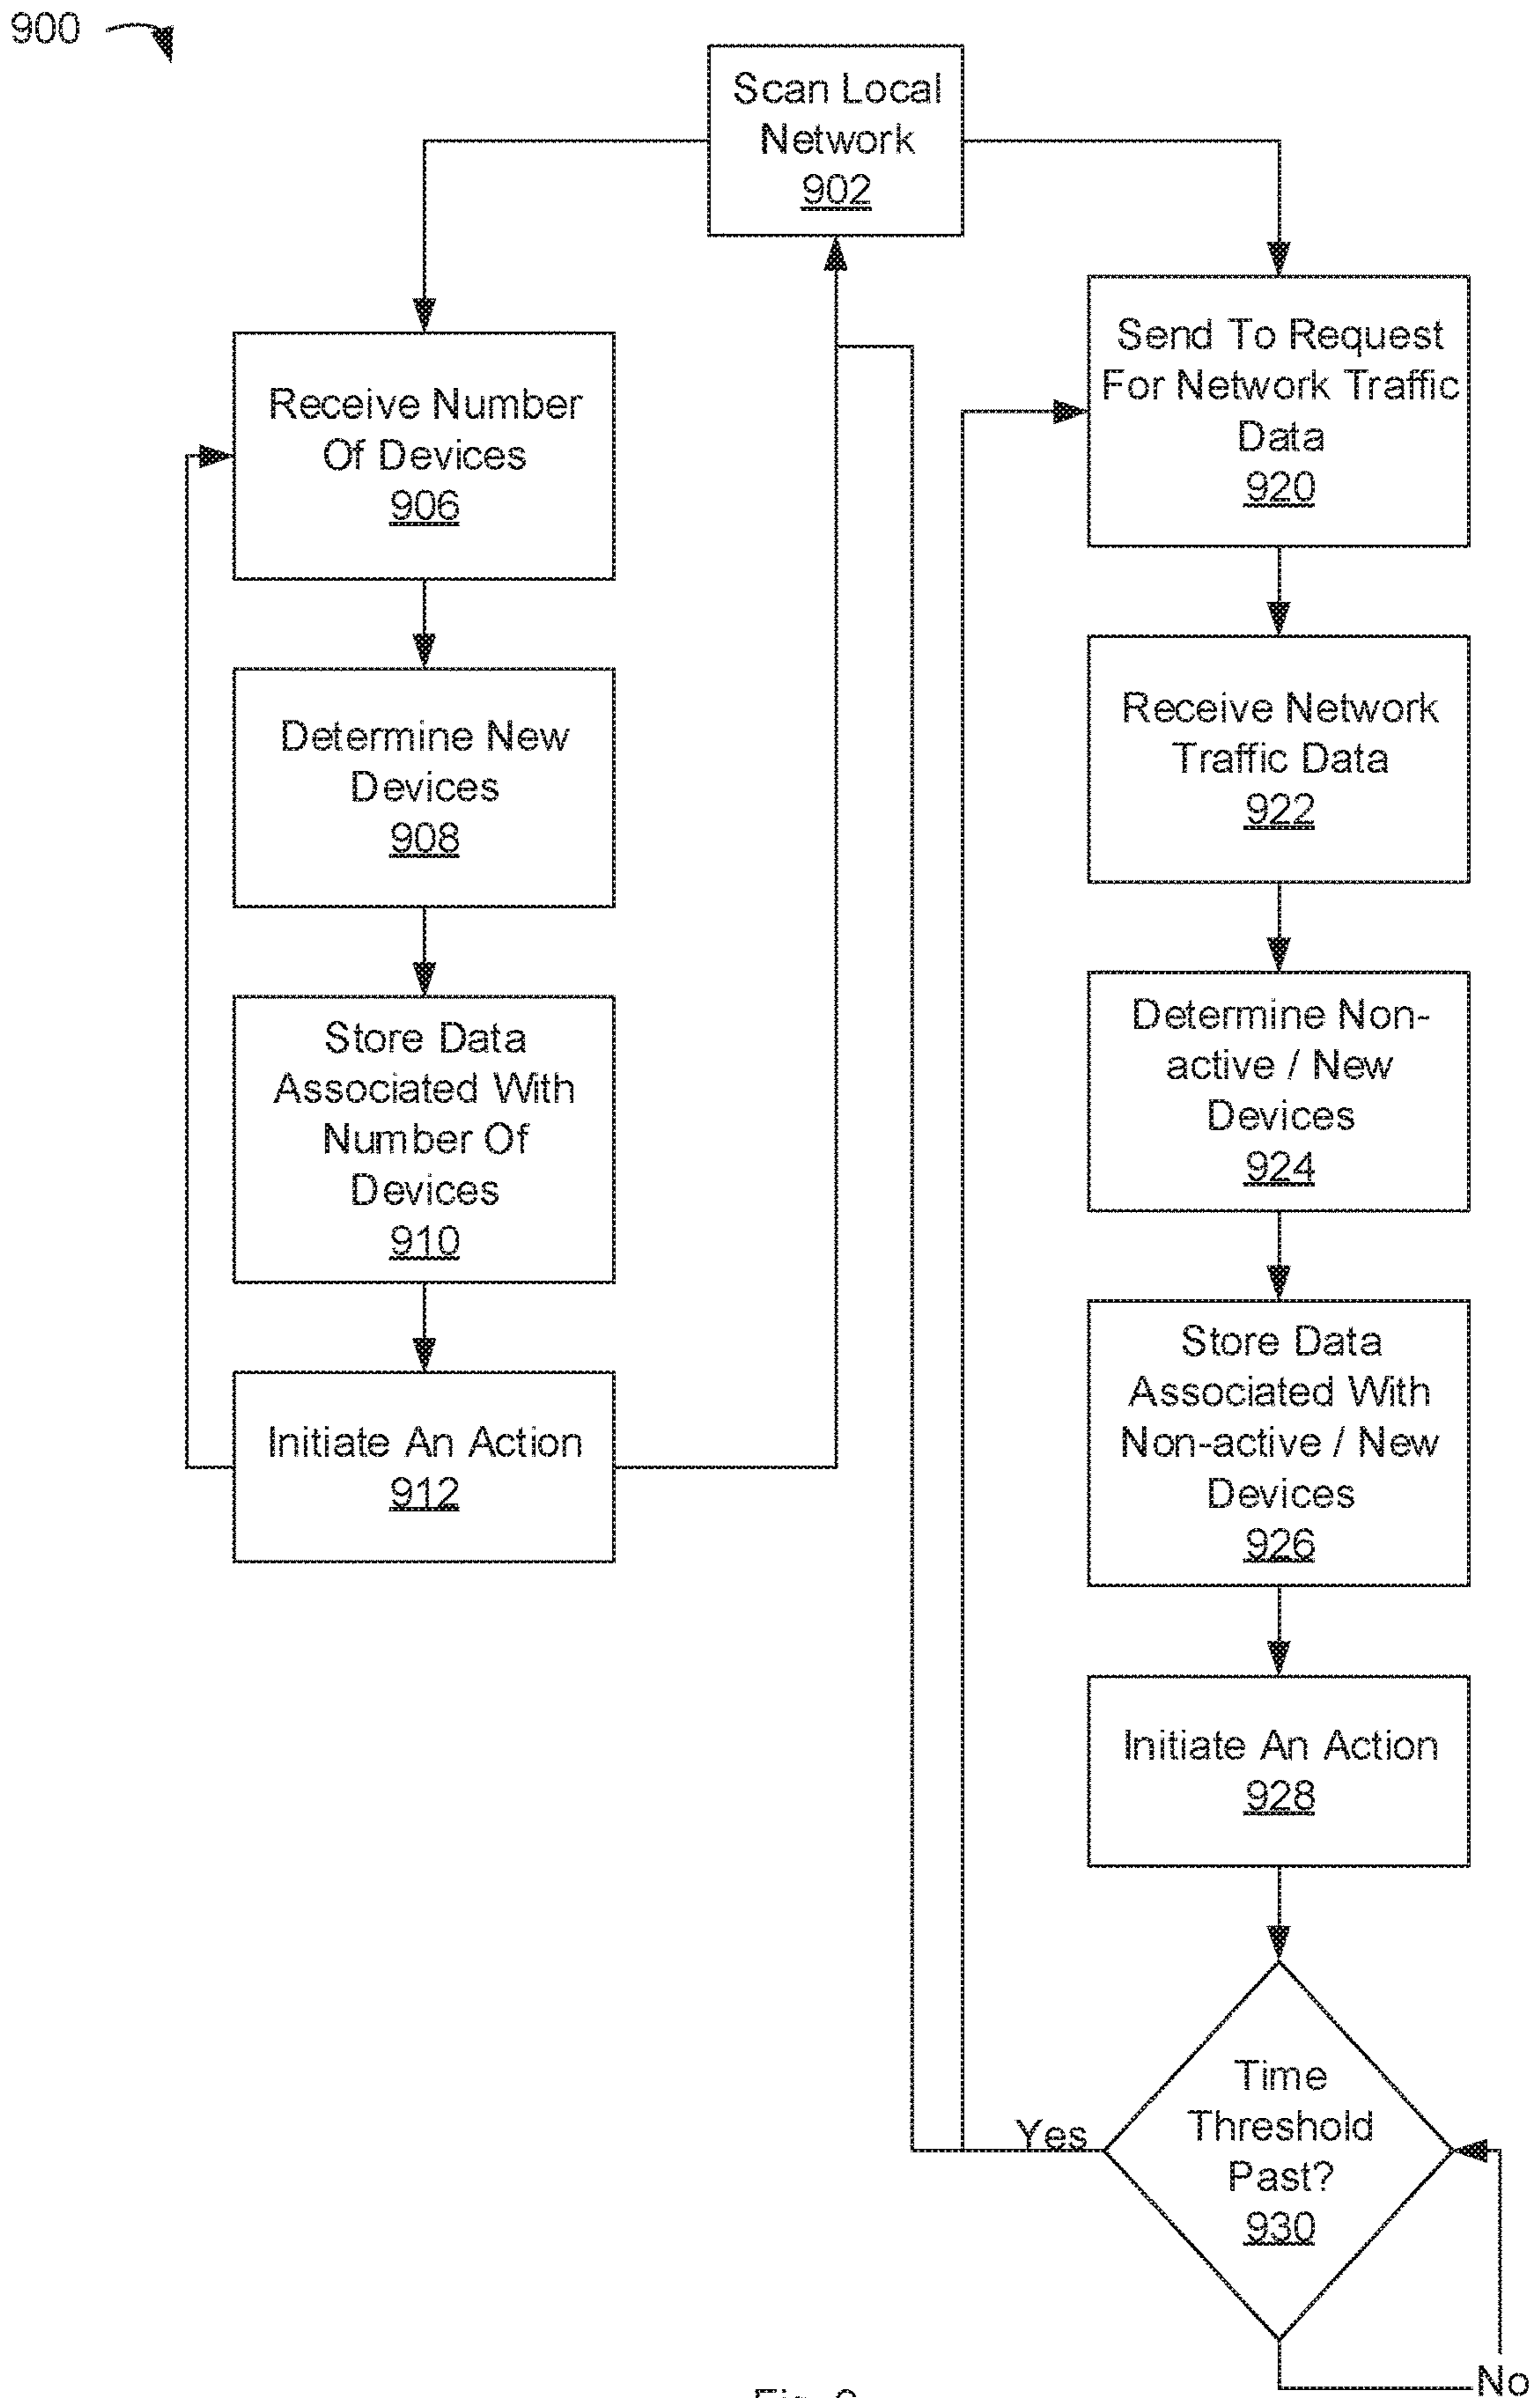 900
Scan Local
Network
902
Receive Number
Of Devices
906
Determine New
Devices
908
Store Data
Associated With
Number Of
Devices
910
Initiate An Action
912
Send To Request
For Network Traffic
Data
920
Receive Network
Traffic Data
922
Determine Non-
active / New
Devices
924
Store Data
Associated With
Non-active / New
Devices
926
Initiate An Action
928
Time
Threshold
Past?
930
Yes
No